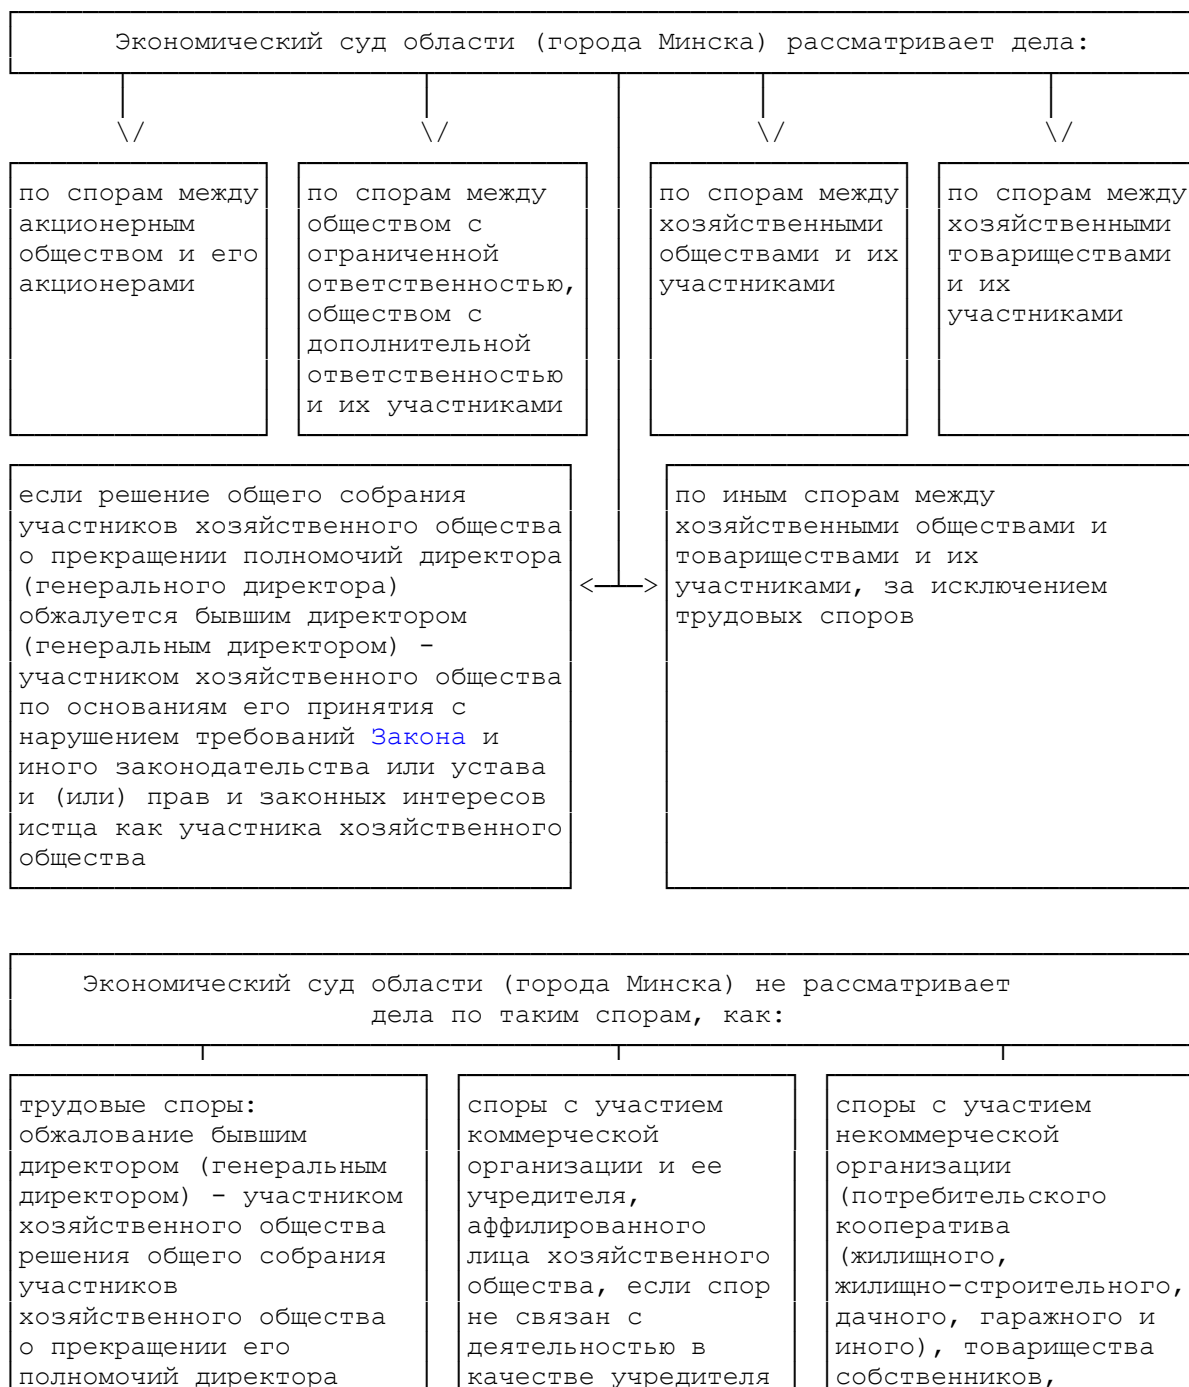 Экономический суд области (города Минска) рассматривает дела:
по спорам между
акционерным
обществом и его
акционерами
по спорам между
обществом с
ограниченной
ответственностью,
обществом с
дополнительной
ответственностью
и их участниками
по спорам между
хозяйственными
обществами и их
участниками
по спорам между
хозяйственными
товариществами
и их
участниками
если решение общего собрания
участников хозяйственного общества
о прекращении полномочий директора
(генерального директора)
обжалуется бывшим директором
(генеральным директором) -
участником хозяйственного общества
по основаниям его принятия с
нарушением требований Закона и
иного законодательства или устава
и (или) прав и законных интересов
истца как участника хозяйственного
общества
по иным спорам между
хозяйственными обществами и
товариществами и их
участниками, за исключением
трудовых споров
Экономический суд области (города Минска) не рассматривает
дела по таким спорам, как:
трудовые споры:
обжалование бывшим
директором (генеральным
директором) - участником
хозяйственного общества
решения общего собрания
участников
хозяйственного общества
о прекращении его
полномочий директора
споры с участием
коммерческой
организации и ее
учредителя,
аффилированного
лица хозяйственного
общества, если спор
не связан с
деятельностью в
качестве учредителя
споры с участием
некоммерческой
организации
(потребительского
кооператива
(жилищного,
жилищно-строительного,
дачного, гаражного и
иного), товарищества
собственников,